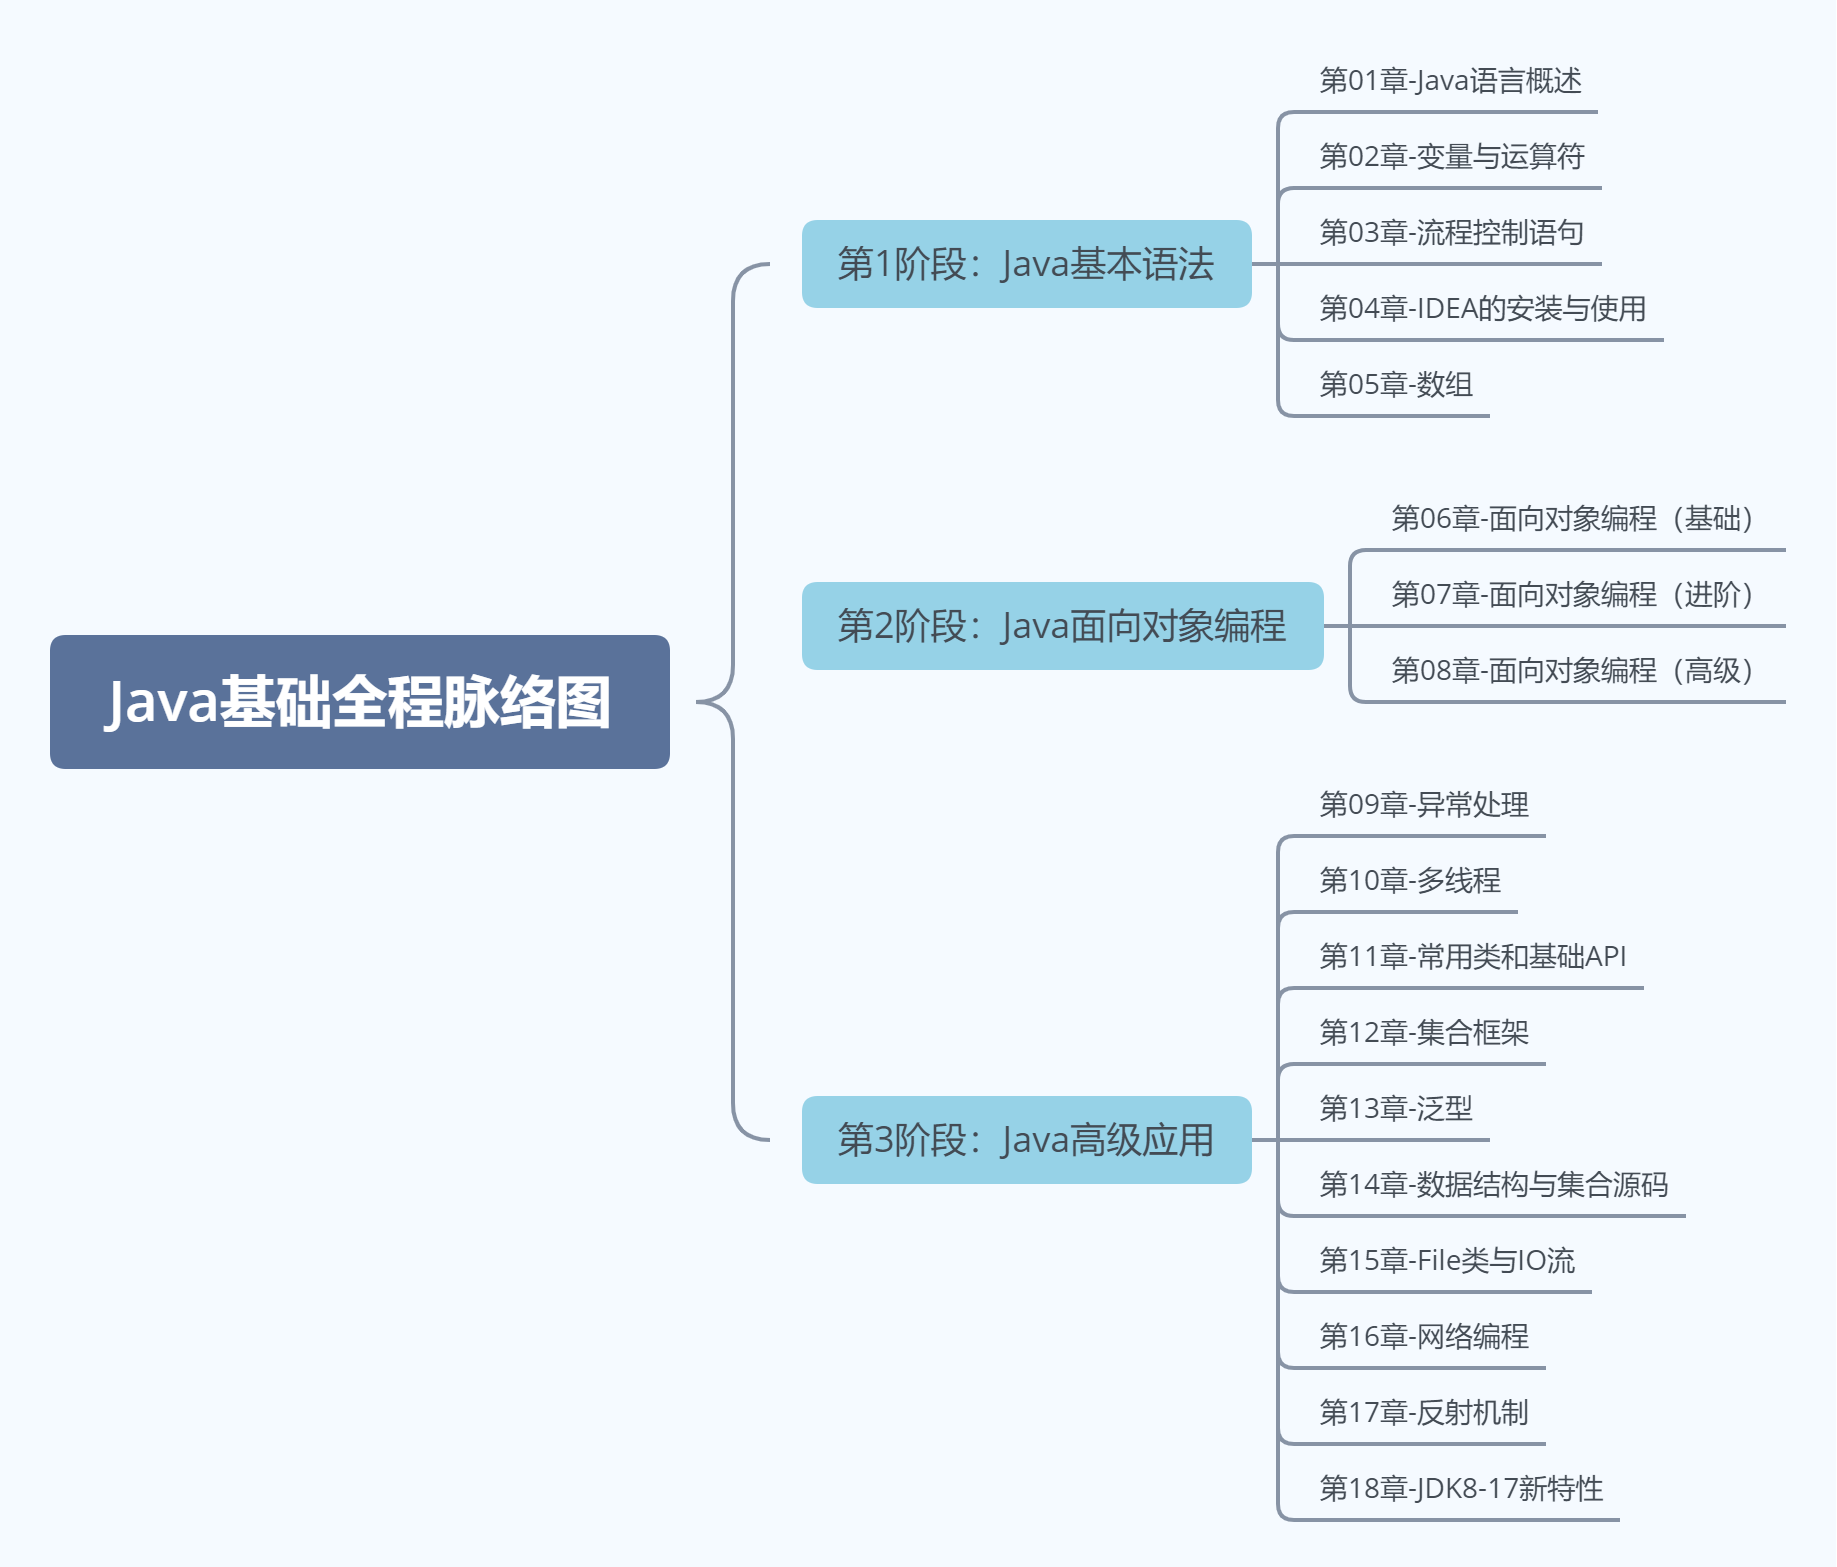 Java基础全程脉络图
第1阶段：Java基本语法
第01章-Java语言概述
第02章-变量与运算符
第03章-流程控制语句
第04章-IDEA的安装与使用
第05章-数组
第2阶段：Java面向对象编程
第06章-面向对象编程（基础）
第07章-面向对象编程（进阶）
第08章-面向对象编程（高级）
第3阶段：Java高级应用
第09章-异常处理
第10章-多线程
第11章-常用类和基础API
第12章-集合框架
第13章-泛型
第14章-数据结构与集合源码
第15章-File类与IO流
第16章-网络编程
第17章-反射机制
第18章-JDK8-17新特性